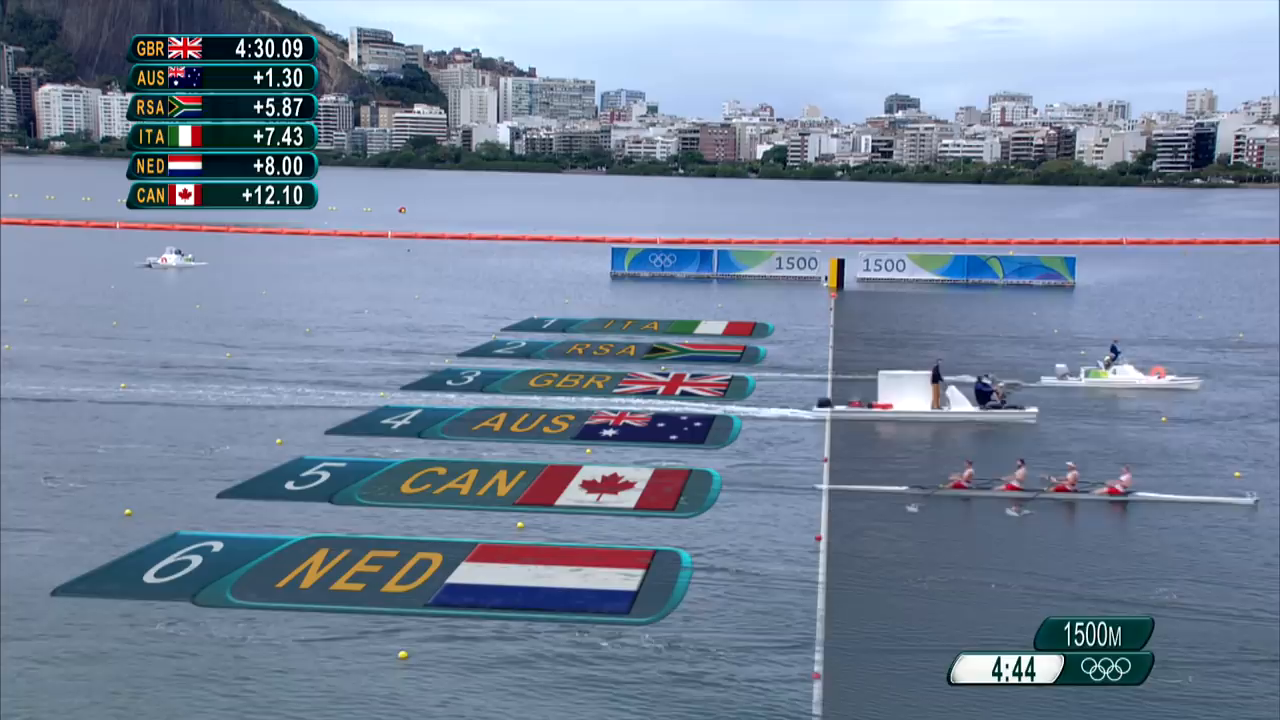 GBR 4:30.09
AUS +1.30
RSA +5.87
ITA +7.43
NED +8.00
CAN +12.10
1500 1500
1 ITA
2 RSA
3 GBR
4 AUS
5 CAN
6 NED
1500M
4:44